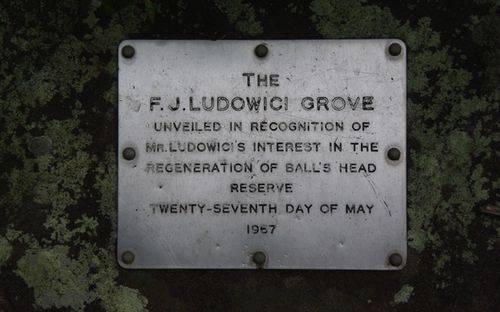 THE
F.J. LUDOWICI GROVE
UNVEILED IN RECOGNITION OF
MR. LUDOWICI'S INTEREST IN THE
REGENERATION OF BALL'S HEAD
RESERVE
TWENTY-SEVENTH DAY OF MAY
1967